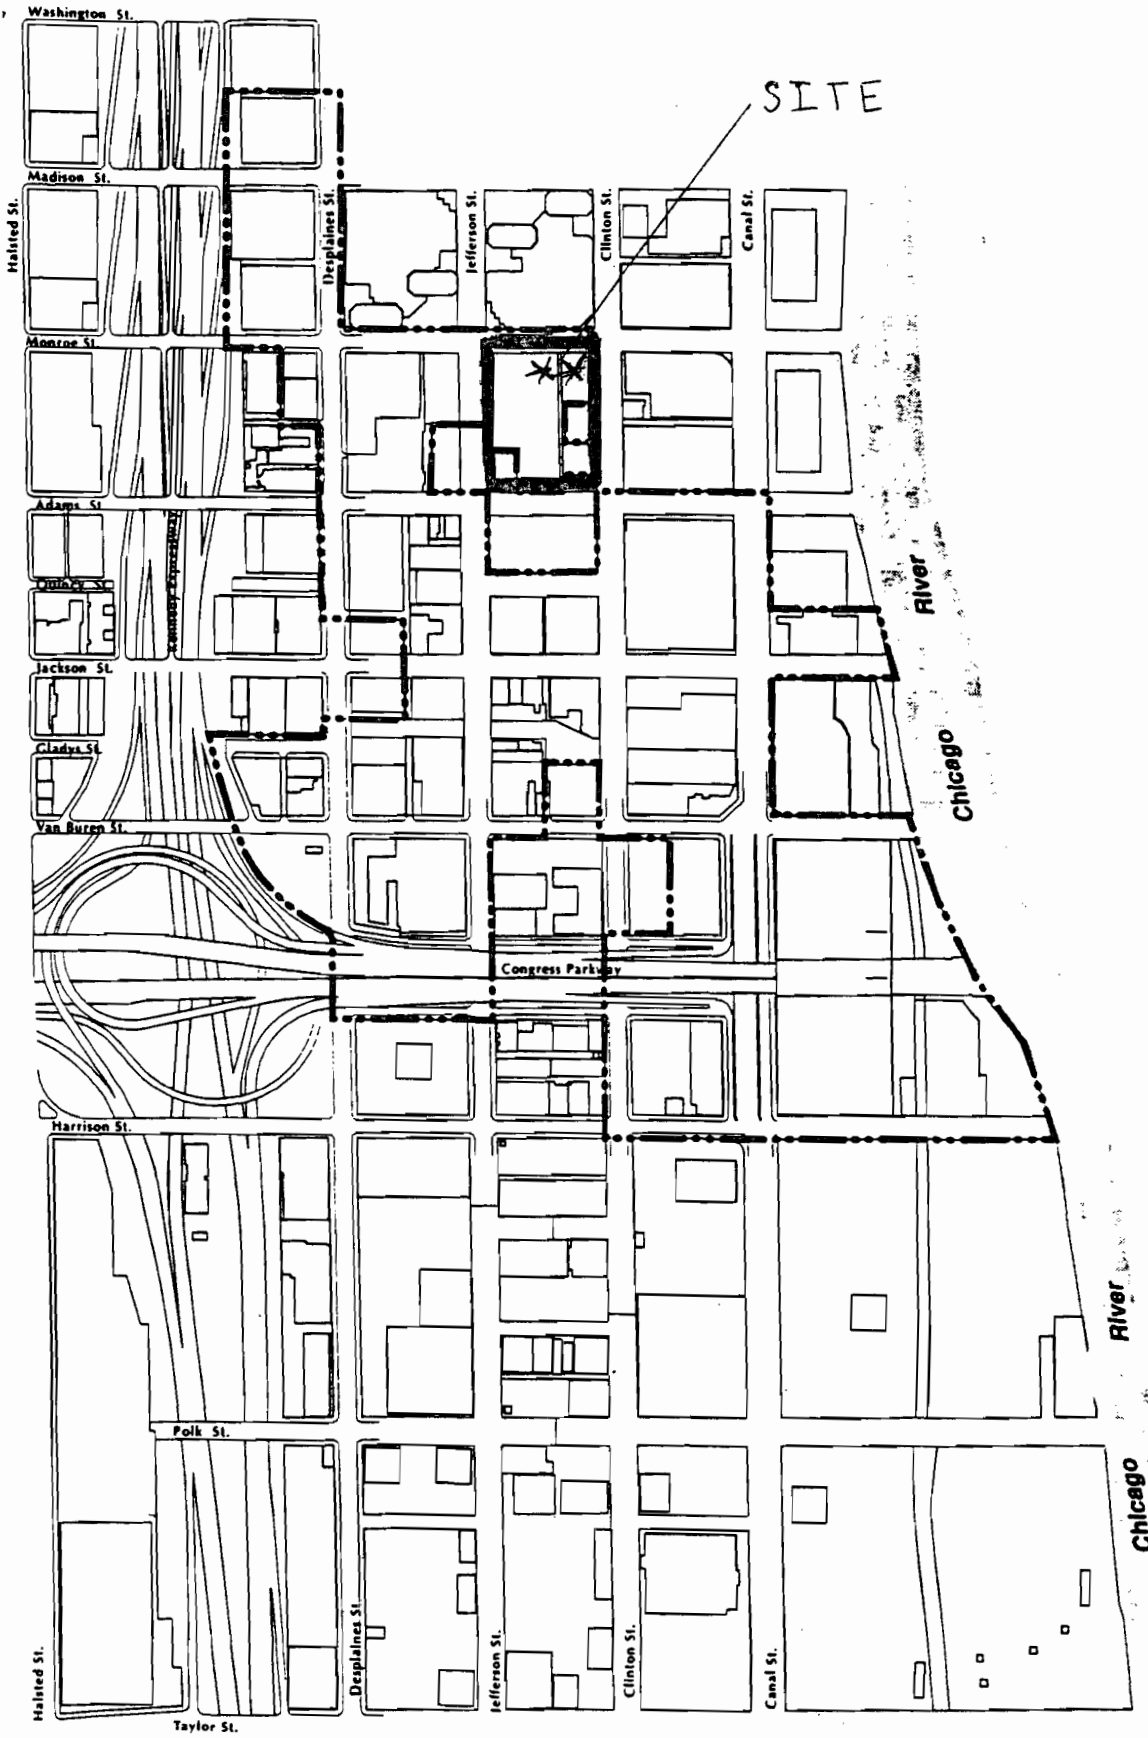 Washington St.
SITE
Madison St.
Halsted St.
Desplaines St.
Jefferson St.
Clinton St.
Canal St.
Monroe St.
Adams St
Kennedy Expressway
Quincy St
River
Jackson St.
Gladys St.
Chicago
Van Buren St.
Congress Parkway
Harrison St.
River
Polk St.
Chicago
Halsted St.
Desplaines St.
Jefferson St.
Clinton St.
Canal St.
Taylor St.